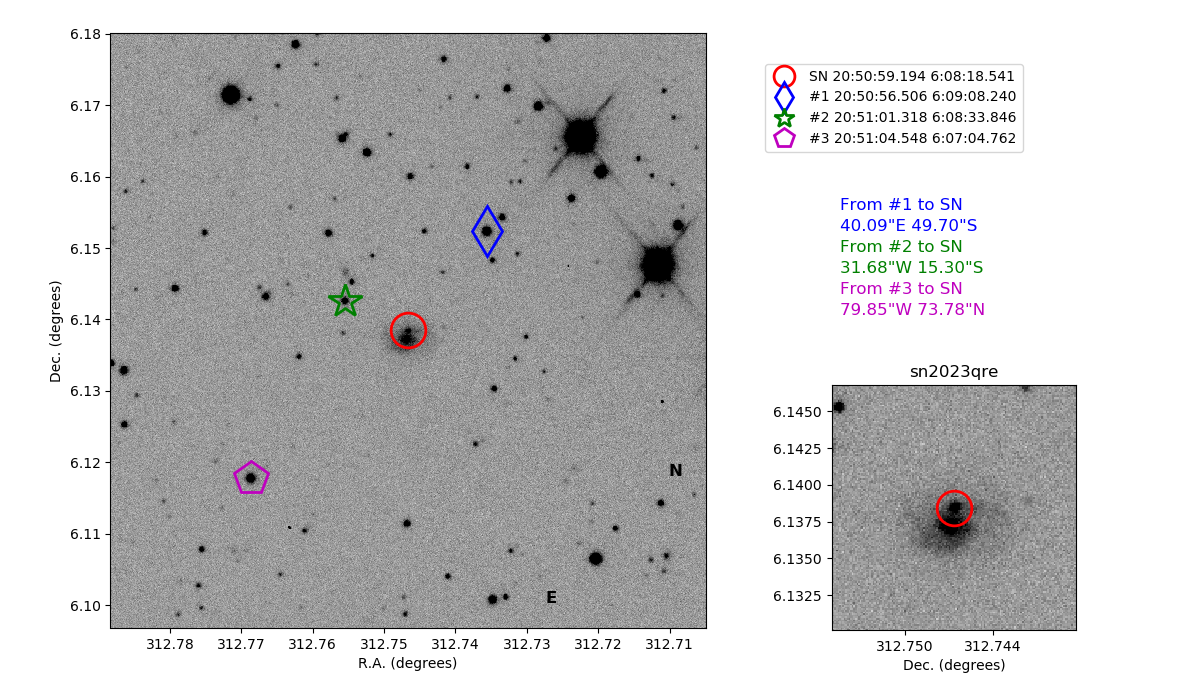 6.18
6.17
6.16
6.15
6.14
6.13
6.12
6.11
6.10
Dec. (degrees)
312.78 312.77 312.76 312.75 312.74 312.73 312.72 312.71
R.A. (degrees)
N
E
SN 20:50:59.194 6:08:18.541
#1 20:50:56.506 6:09:08.240
#2 20:51:01.318 6:08:33.846
#3 20:51:04.548 6:07:04.762
From #1 to SN
40.09"E 49.70"S
From #2 to SN
31.68"W 15.30"S
From #3 to SN
79.85"W 73.78"N
sn2023qre
6.1450
6.1425
6.1400
6.1375
6.1350
6.1325
312.750 312.744
Dec. (degrees)